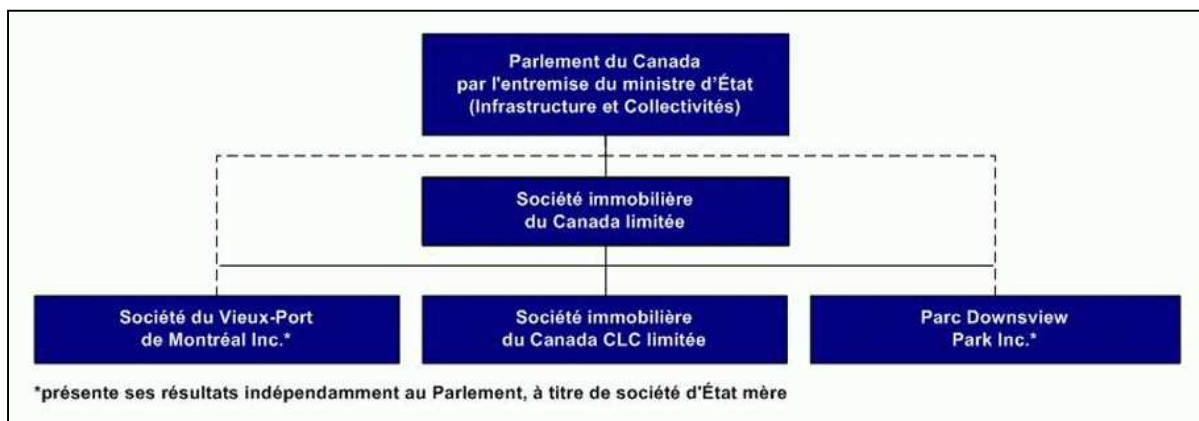 Parlement du Canada
par l'entremise du ministre d'État
(Infrastructure et Collectivités)
Société immobilière
du Canada limitée
Société du Vieux-Port
de Montréal Inc.*
Société immobilière
du Canada CLC limitée
Parc Downsview
Park Inc.*
*présente ses résultats indépendamment au Parlement, à titre de société d'État mère